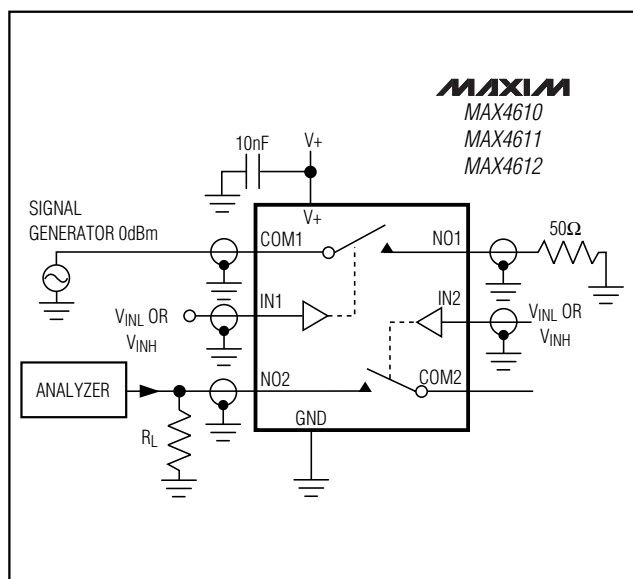 MAXIM
MAX4610
MAX4611
MAX4612
10nF
V+
V+
SIGNAL
GENERATOR 0dBm
COM1
NO1
50Ω
IN1
IN2
VINL OR
VINH
VINL OR
VINH
ANALYZER
NO2
COM2
RL
GND